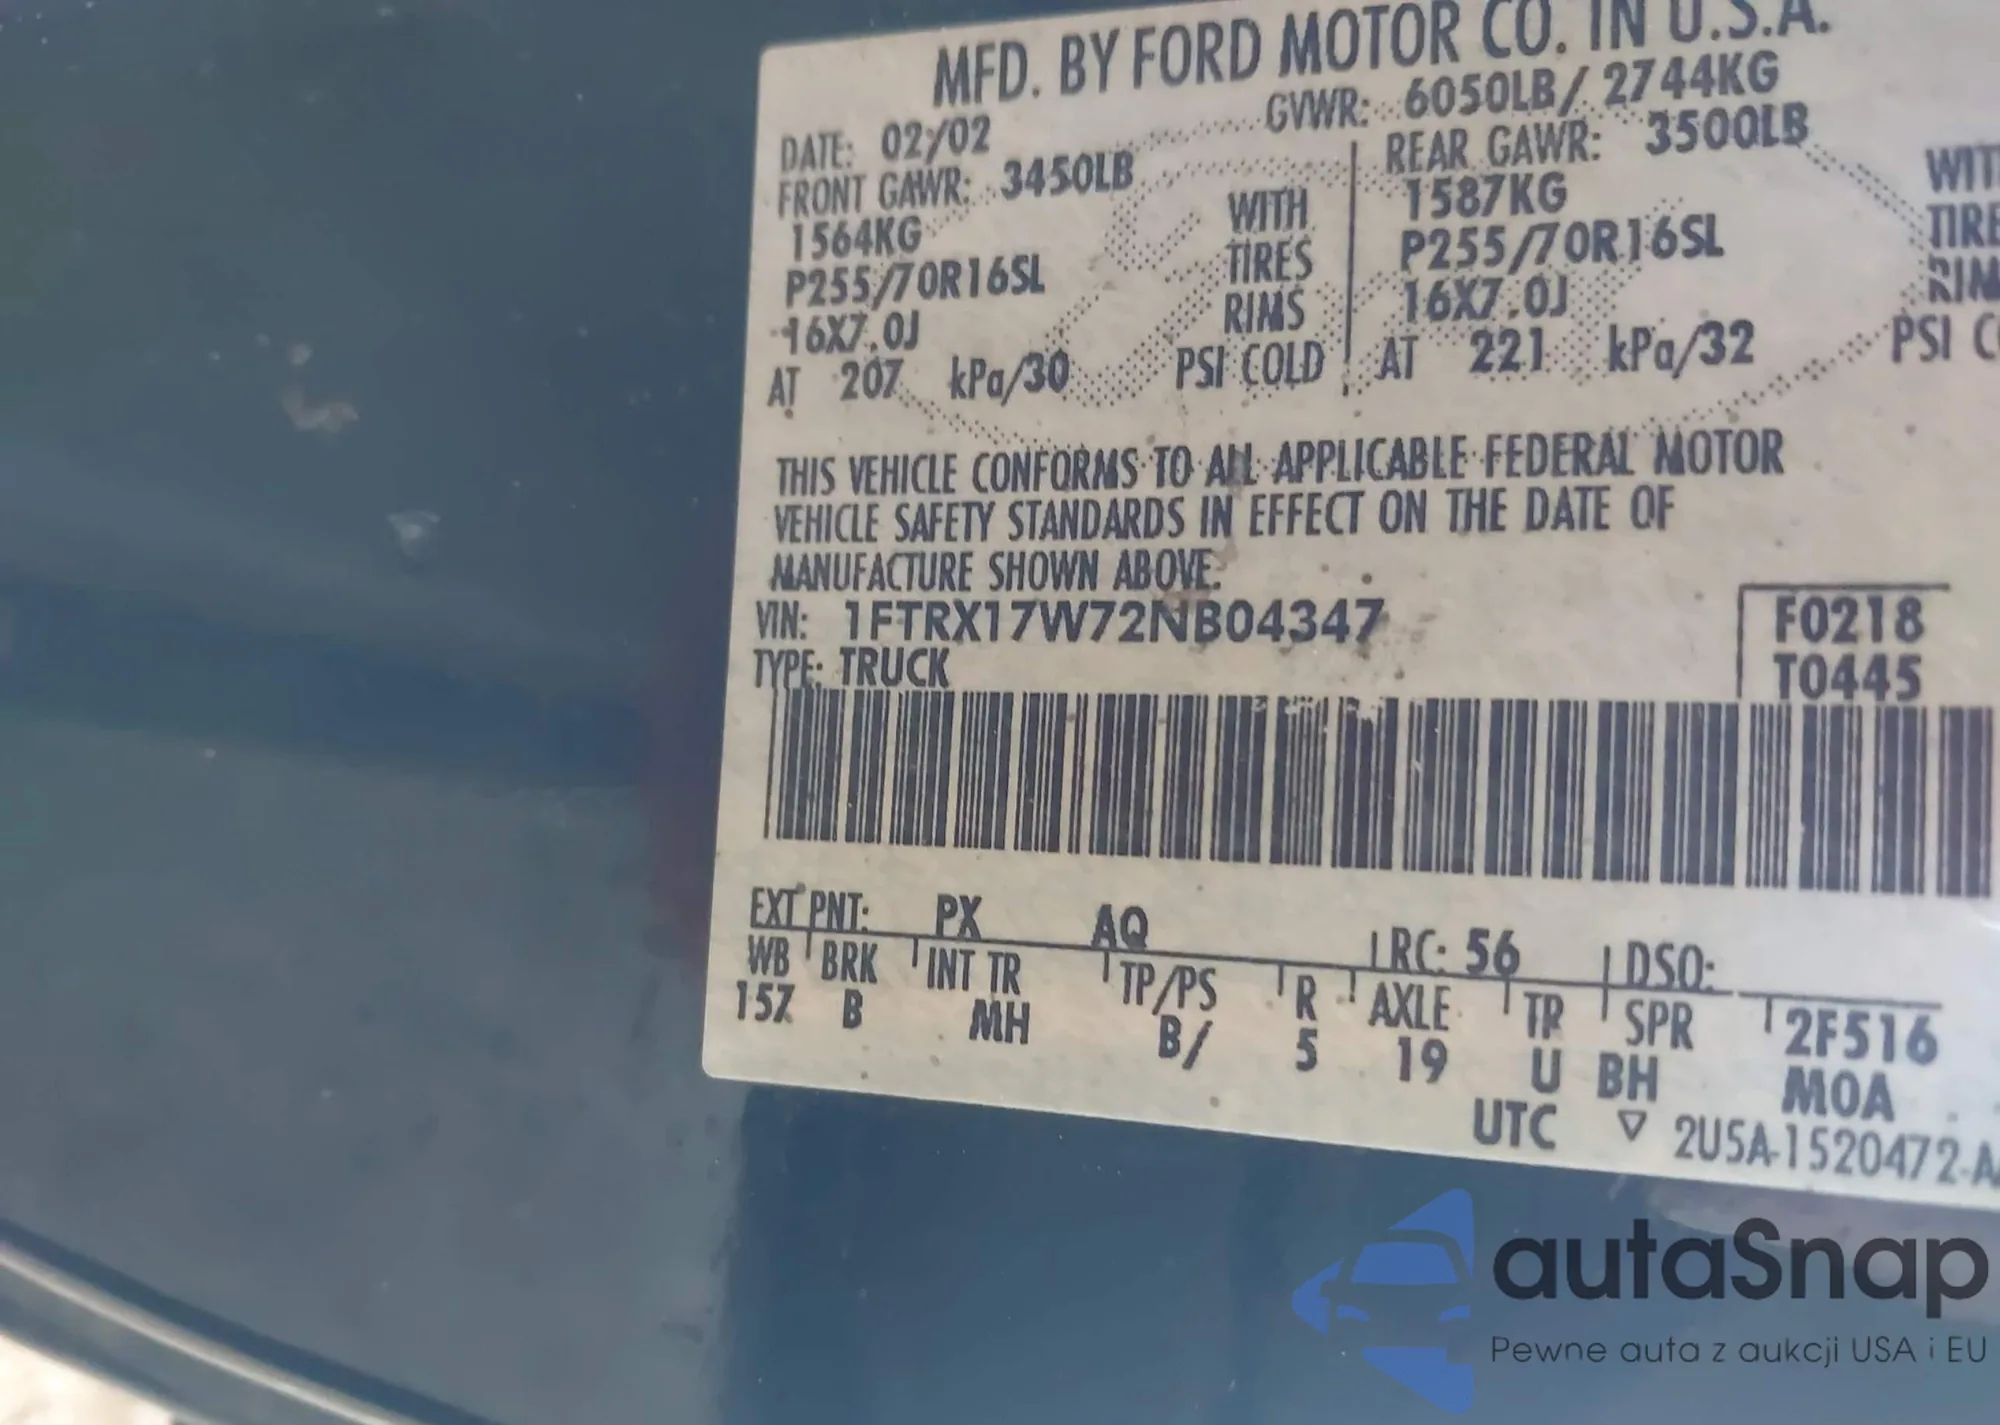 MFD. BY FORD MOTOR CO. IN U.S.A.
DATE: 02/02 GVWR: 6050LB/ 2744KG
FRONT GAWR: 3450LB REAR GAWR: 3500LB
1564KG WITH 1587KG
P255/70R16SL TIRES P255/70R16SL
16X7.0J RIMS 16X7.0J
AT 207 kPa/30 PSI COLD AT 221 kPa/32 PSI
THIS VEHICLE CONFORMS TO ALL APPLICABLE FEDERAL MOTOR
VEHICLE SAFETY STANDARDS IN EFFECT ON THE DATE OF
MANUFACTURE SHOWN ABOVE.
VIN: 1FTRX17W72NB04347 F0218
TYPE: TRUCK T0445
EXT PNT: PX AQ RC: 56 DSO:
WB BRK INT TR TP/PS R AXLE TR SPR 2F516
157 B MH B/ 5 19 U BH M0A
UTC ▽ 2U5A-1520472-A
autaSnap
Pewne auta z aukcji USA i EU